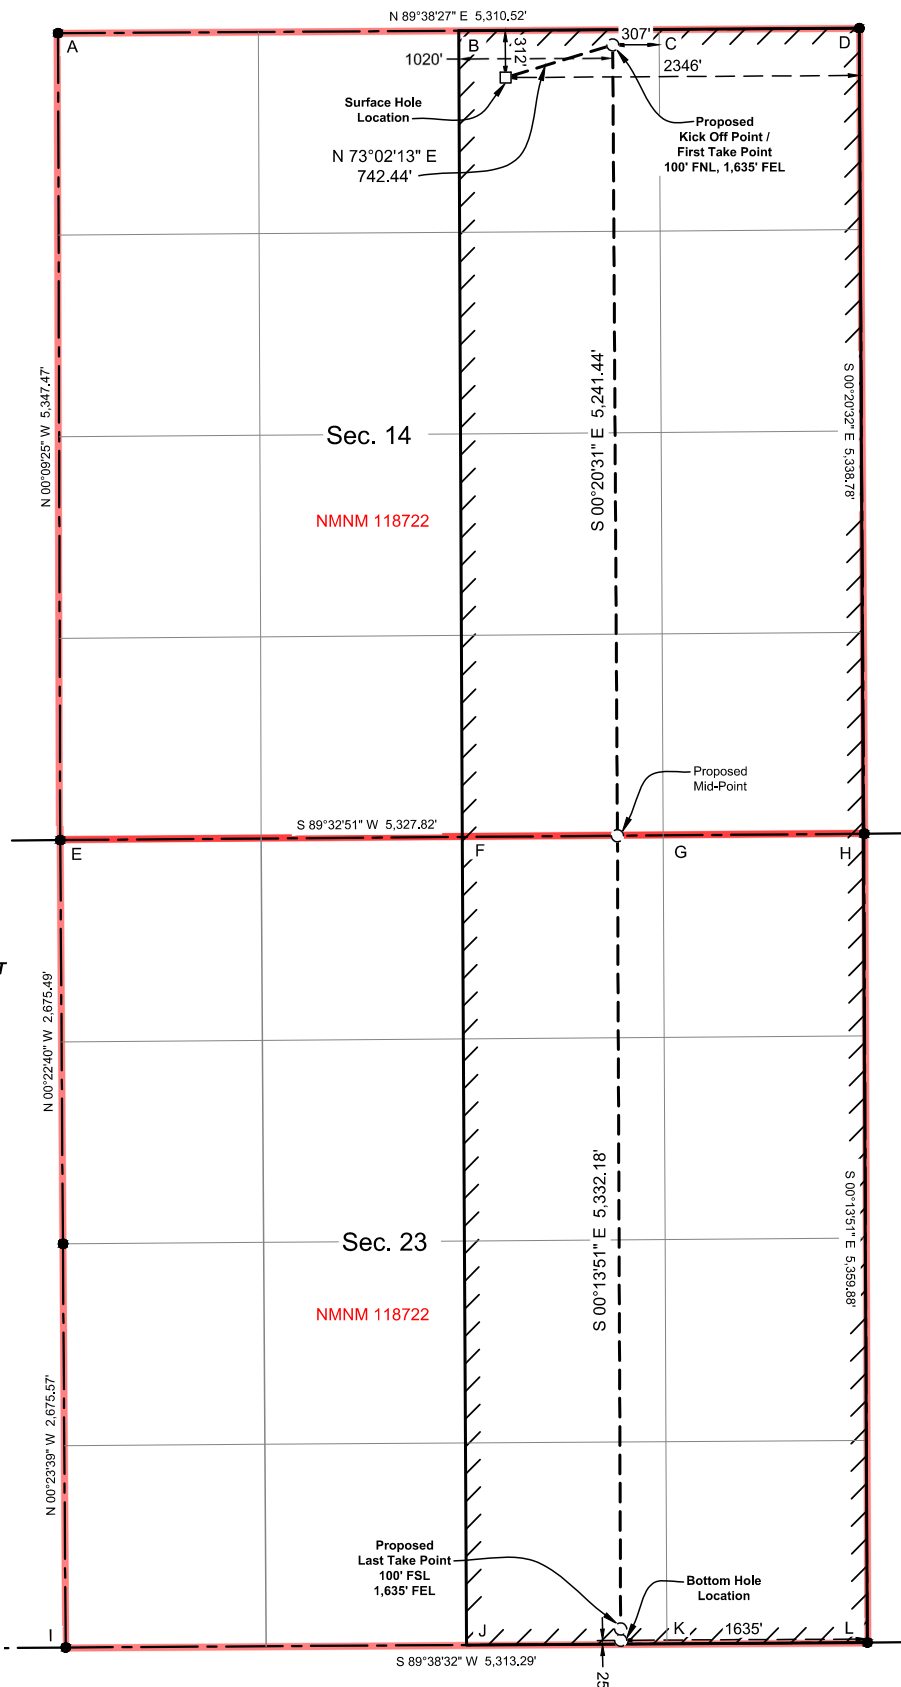 N 89°38'27" E 5,310.52'
A
B
312'
307'
C
D
1020'
2346'
Surface Hole
Location
Proposed
Kick Off Point /
First Take Point
100' FNL, 1,635' FEL
N 73°02'13" E
742.44'
N 00°09'25" W 5,347.47'
S 00°20'31" E 5,241.44'
S 00°20'32" E 5,338.78'
Sec. 14
NMNM 118722
Proposed
Mid-Point
S 89°32'51" W 5,327.82'
E
F
G
H
T
N 00°22'40" W 2,675.49'
S 00°13'51" E 5,332.18'
S 00°13'51" E 5,359.88'
Sec. 23
NMNM 118722
N 00°23'39" W 2,675.57'
Proposed
Last Take Point
100' FSL
1,635' FEL
Bottom Hole
Location
I
J
K
1635'
L
S 89°38'32" W 5,313.29'
25